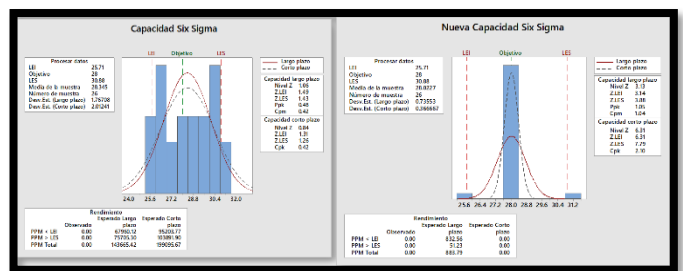 Capacidad Six Sigma
LEI Objetivo LES
Procesar datos
LEI 25,71
Objetivo 28
LES 30,88
Media de la muestra 28,345
Número de muestra 26
Desv.Est. (Largo plazo) 1,76708
Desv.Est. (Corto plazo) 2,01241
Largo plazo
Corto plazo
Capacidad largo plazo
Nivel Z 1,06
Z.LEI 1,49
Z.LES 1,43
Ppk 0,48
Cpm 0,42
Capacidad corto plazo
Nivel Z 0,84
Z.LEI 1,31
Z.LES 1,26
Cpk 0,42
24.0 25.6 27.2 28.8 30.4 32.0
Rendimiento
Esperado Largo Esperado Corto
Observado plazo plazo
PPM < LEI 0.00
PPM > LES 0.00
PPM Total 0.00 143665.42 199095.67
Nueva Capacidad Six Sigma
LEI Objetivo LES
Procesar datos
LEI 25,71
Objetivo 28
LES 30,88
Media de la muestra 28,0227
Número de muestra 26
Desv.Est. (Largo plazo) 0,73553
Desv.Est. (Corto plazo) 0,366667
Largo plazo
Corto plazo
Capacidad largo plazo
Nivel Z 3.13
Z.LEI 3.14
Z.LES 3.88
Ppk 1.05
Cpm 1.04
Capacidad corto plazo
Nivel Z 6.31
Z.LEI 6.31
Z.LES 7.79
Cpk 2.10
25.6 26.4 27.2 28.0 28.8 29.6 30.4 31.2
Rendimiento
Esperado Largo Esperado Corto
Observado plazo plazo
PPM < LEI 0.00 832.56 0.00
PPM > LES 0.00 51.23 0.00
PPM Total 0.00 883.79 0.00